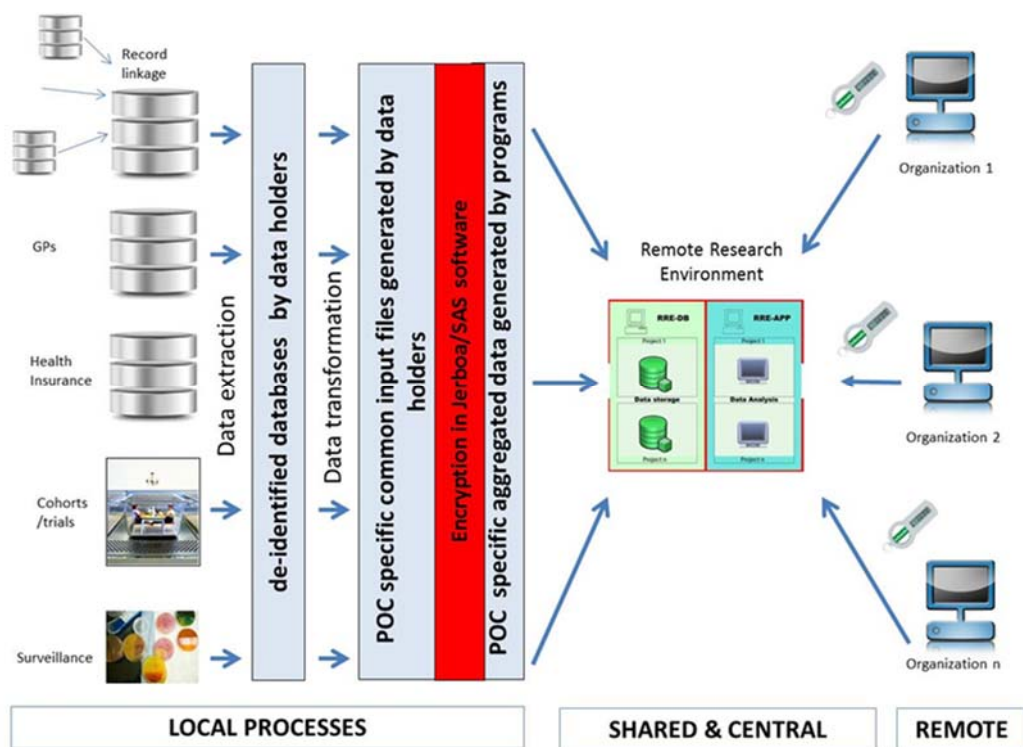 Record
linkage
GPs
Health
Insurance
Cohorts
/trials
Surveillance
Data extraction
de-identified databases by data holders
Data transformation
POC specific common input files generated by data
holders
Encryption in Jerboa/SAS software
POC specific aggregated data generated by programs
Remote Research
Environment
RRE-DB
RRE-APP
Project 1
Project 1
Data storage
Data Analysis
Project n
Project n
Organization 1
Organization 2
Organization n
LOCAL PROCESSES
SHARED & CENTRAL
REMOTE